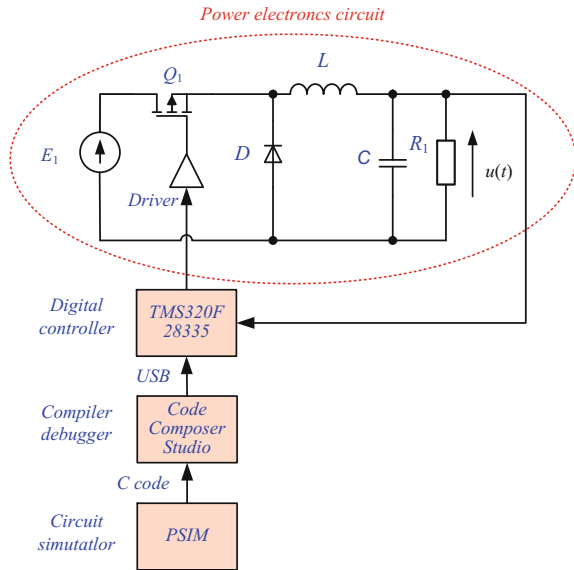 Power electroncs circuit
Q1
L
E1
D
C
R1
u(t)
Driver
Digital
controller
TMS320F
28335
USB
Compiler
debugger
Code
Composer
Studio
C code
Circuit
simutatlor
PSIM